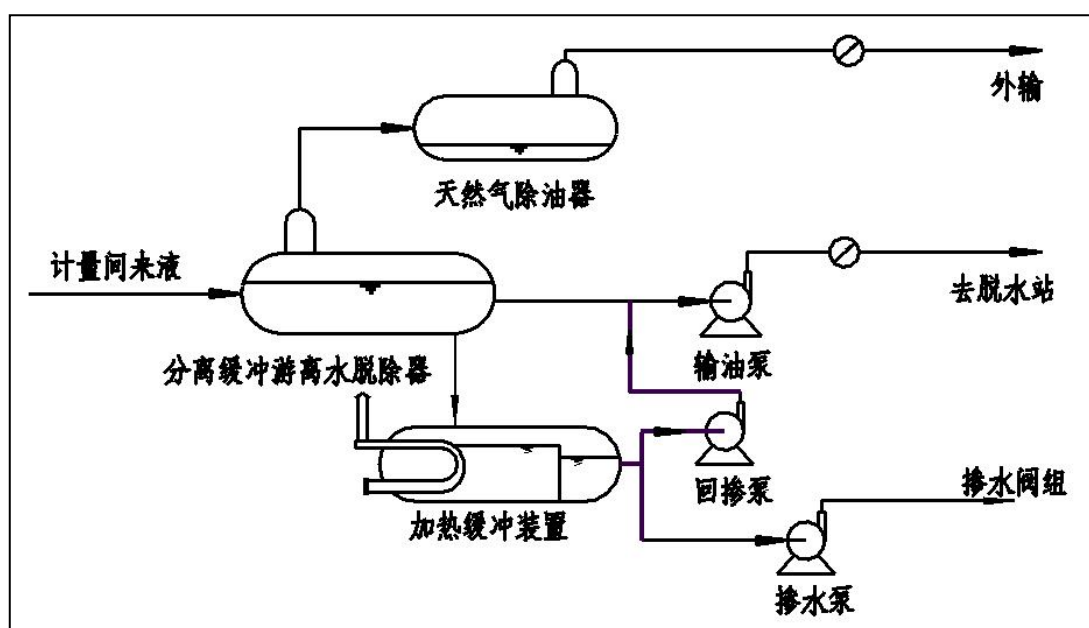 外输
天然气除油器
计量间来液
去脱水站
分离缓冲游离水脱除器
输油泵
回掺泵
掺水阀组
加热缓冲装置
掺水泵